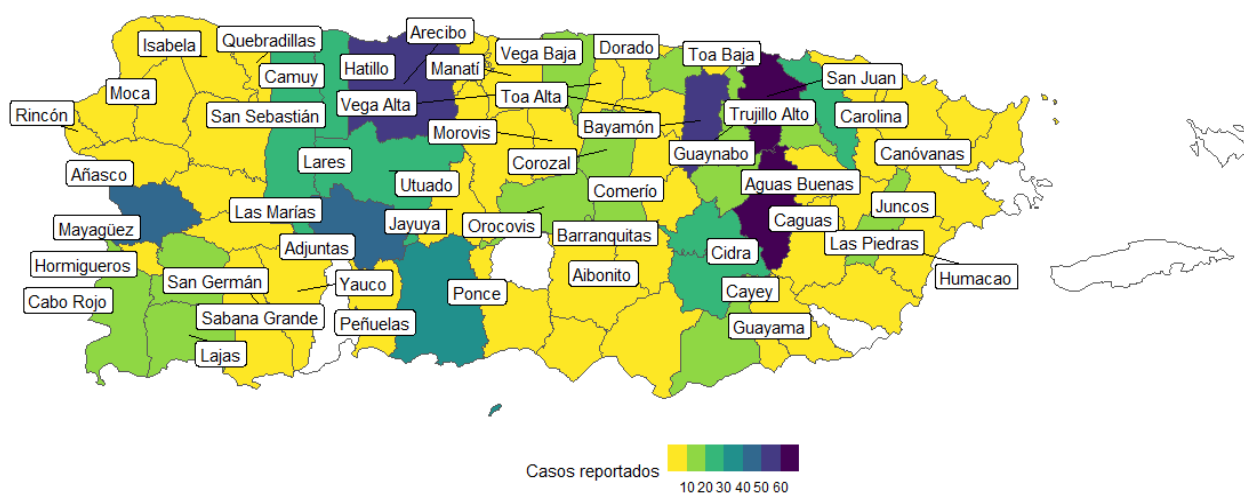 Arecibo
Quebradillas
Isabela
Dorado
Vega Baja
Toa Baja
Hatillo
Manatí
Camuy
San Juan
Moca
Toa Alta
Vega Alta
Rincón
San Sebastián
Trujillo Alto
Carolina
Bayamón
Morovis
Guaynabo
Canóvanas
Lares
Corozal
Añasco
Utuado
Aguas Buenas
Comerío
Juncos
Las Marías
Mayagüez
Jayuya
Orocovis
Caguas
Barranquitas
Las Piedras
Adjuntas
Cidra
Hormigueros
Aibonito
Humacao
San Germán
Yauco
Ponce
Cayey
Cabo Rojo
Sabana Grande
Peñuelas
Guayama
Lajas
Casos reportados
10 20 30 40 50 60